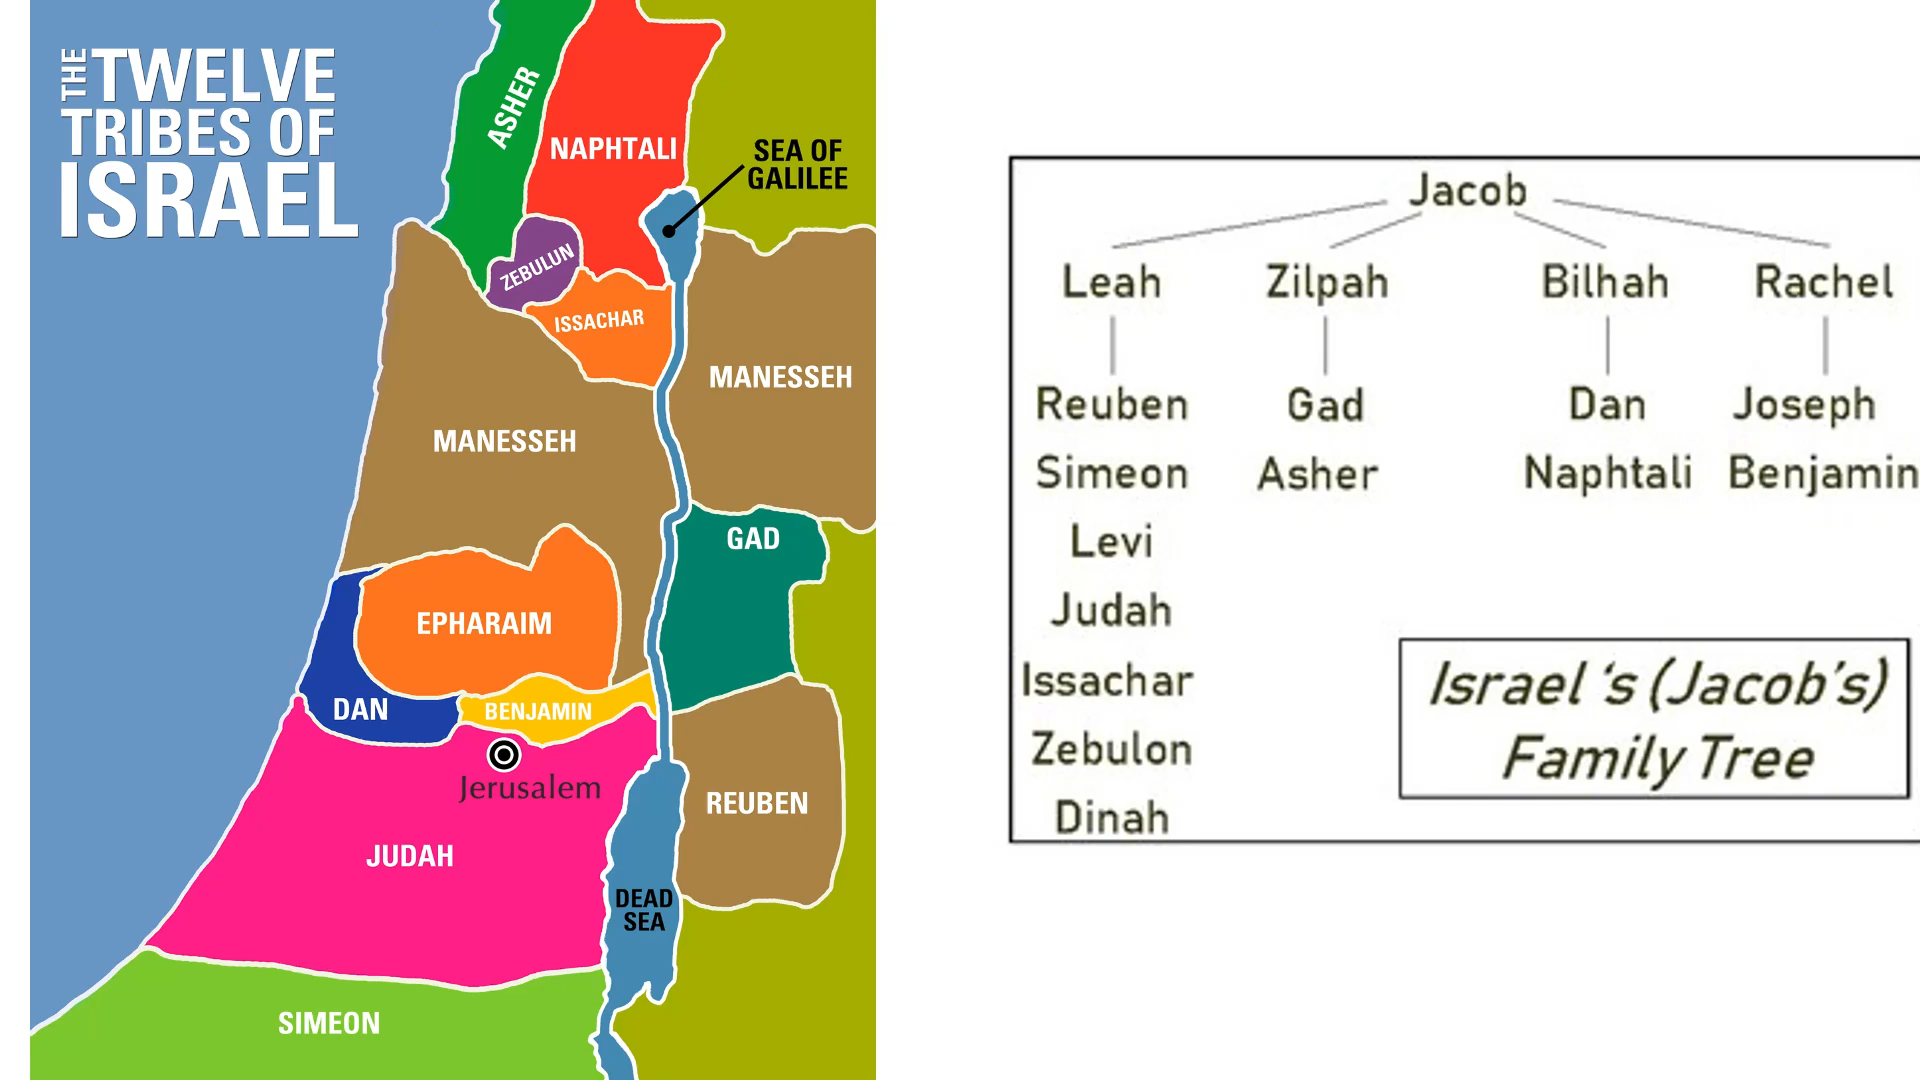 THE TWELVE
TRIBES OF
ISRAEL
ASHER
NAPHTALI
SEA OF
GALILEE
ZEBULUN
ISSACHAR
MANESSEH
MANESSEH
GAD
EPHARAIM
DAN
BENJAMIN
Jerusalem
REUBEN
JUDAH
DEAD
SEA
SIMEON
Jacob
Leah Zilpah Bilhah Rachel
Reuben Gad Dan Joseph
Simeon Asher Naphtali Benjamin
Levi
Judah
Issachar
Zebulon
Dinah
Israel 's (Jacob's)
Family Tree